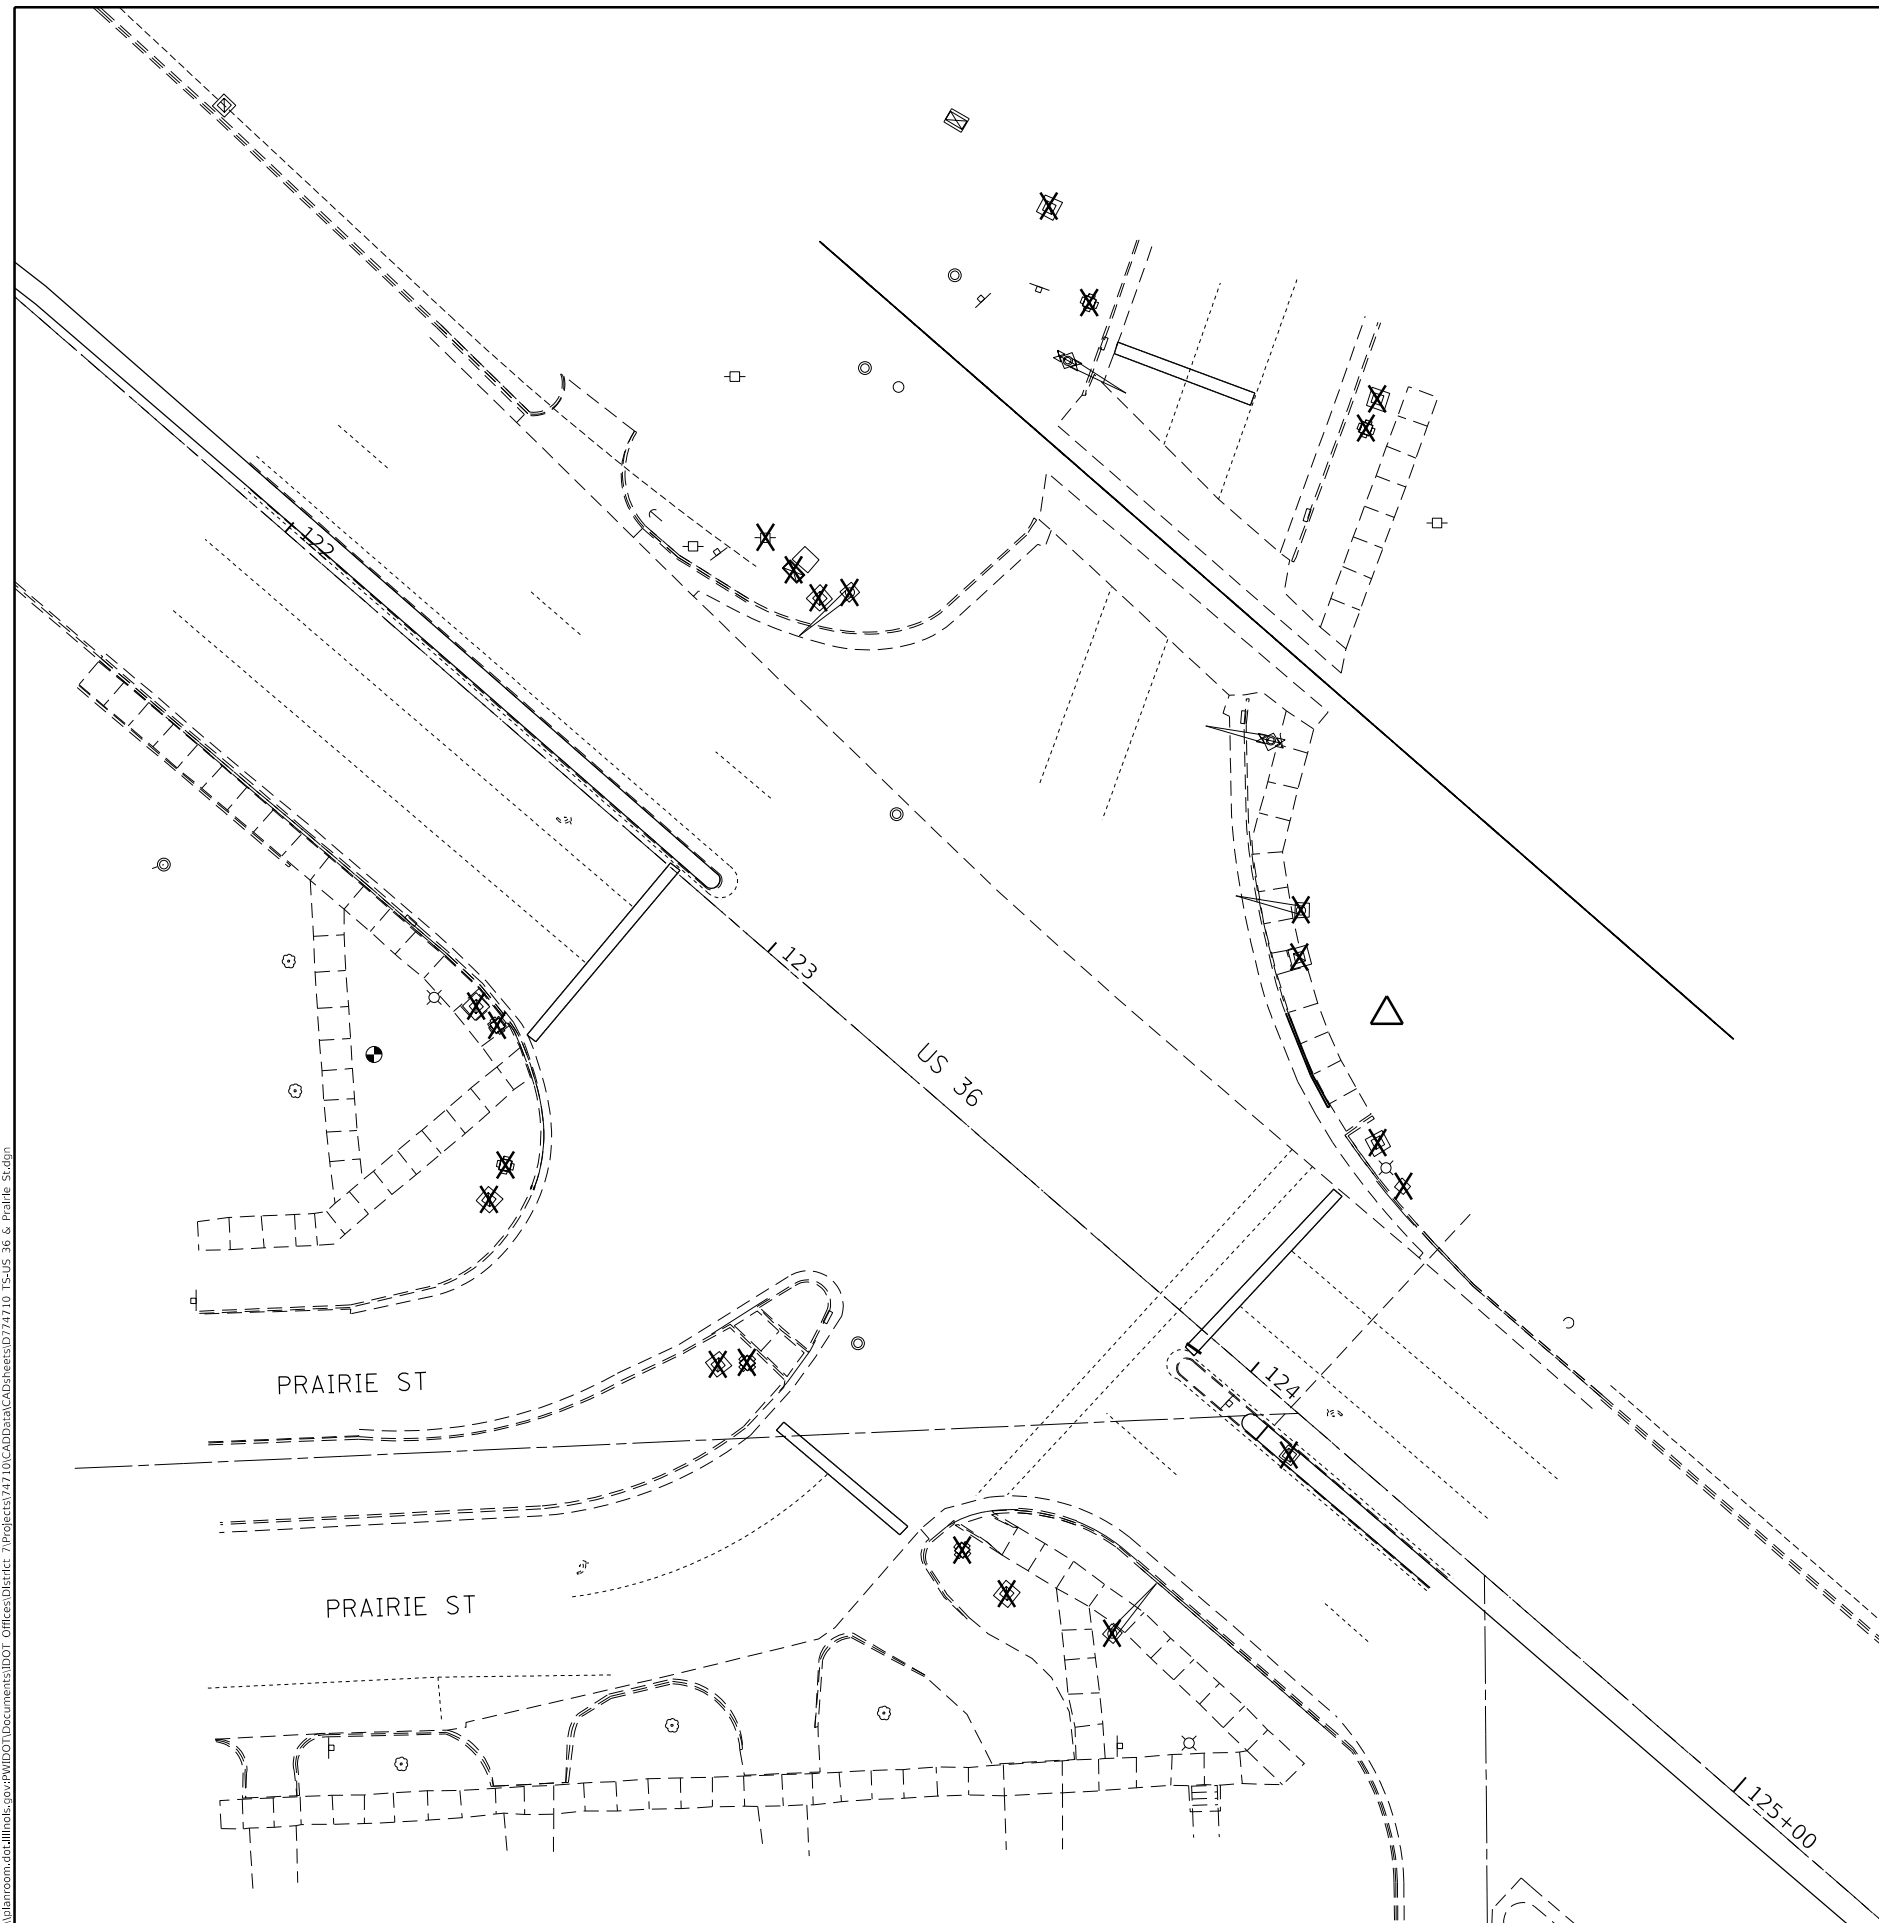 122
123
US 36
124
PRAIRIE ST
PRAIRIE ST
125+00
\\planroom.dot.illinois.gov:PWIDOT\Documents\IDOT Offices\District 7\Projects\74710\CADData\CADsheets\D774710 TS-US 36 & Prairie St.dgn